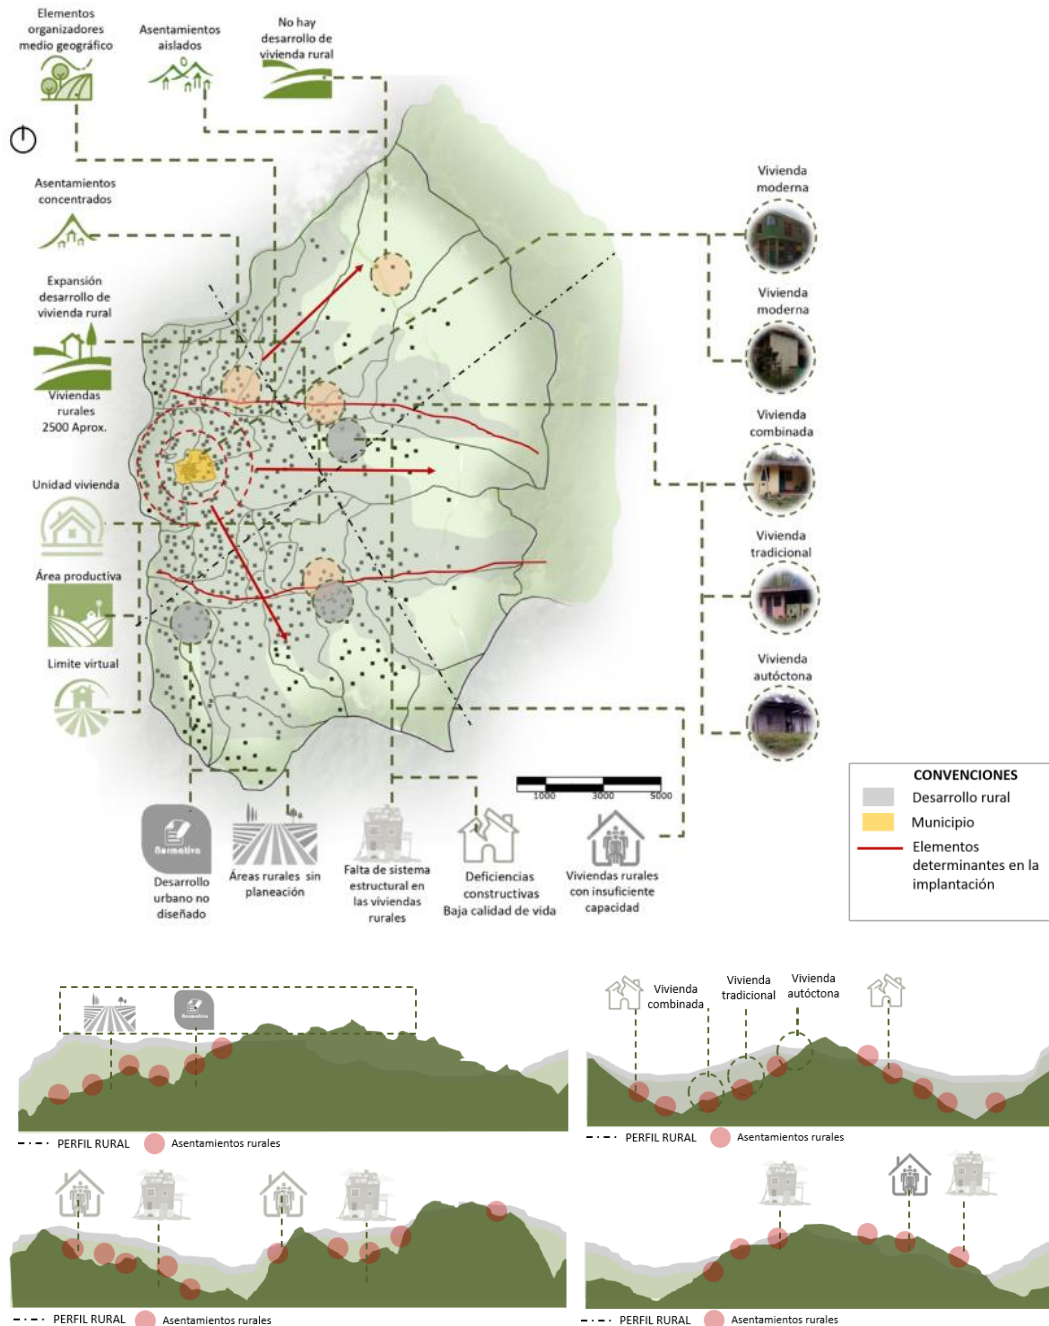 Elementos
organizadores
medio geográfico
Asentamientos
aislados
No hay
desarrollo de
vivienda rural
Asentamientos
concentrados
Expansión
desarrollo de
vivienda rural
Viviendas
rurales
2500 Aprox.
Unidad vivienda
Área productiva
Limite virtual
Vivienda
moderna
Vivienda
moderna
Vivienda
combinada
Vivienda
tradicional
Vivienda
autóctona
1000 3000 5000
CONVENCIONES
Desarrollo rural
Municipio
Elementos
determinantes en la
implantación
Normativa
Desarrollo
urbano no
diseñado
Áreas rurales sin
planeación
Falta de sistema
estructural en
las viviendas
rurales
Deficiencias
constructivas
Baja calidad de vida
Viviendas rurales
con insuficiente
capacidad
Normativa
PERFIL RURAL Asentamientos rurales
Vivienda
combinada
Vivienda
tradicional
Vivienda
autóctona
PERFIL RURAL Asentamientos rurales
PERFIL RURAL Asentamientos rurales
PERFIL RURAL Asentamientos rurales